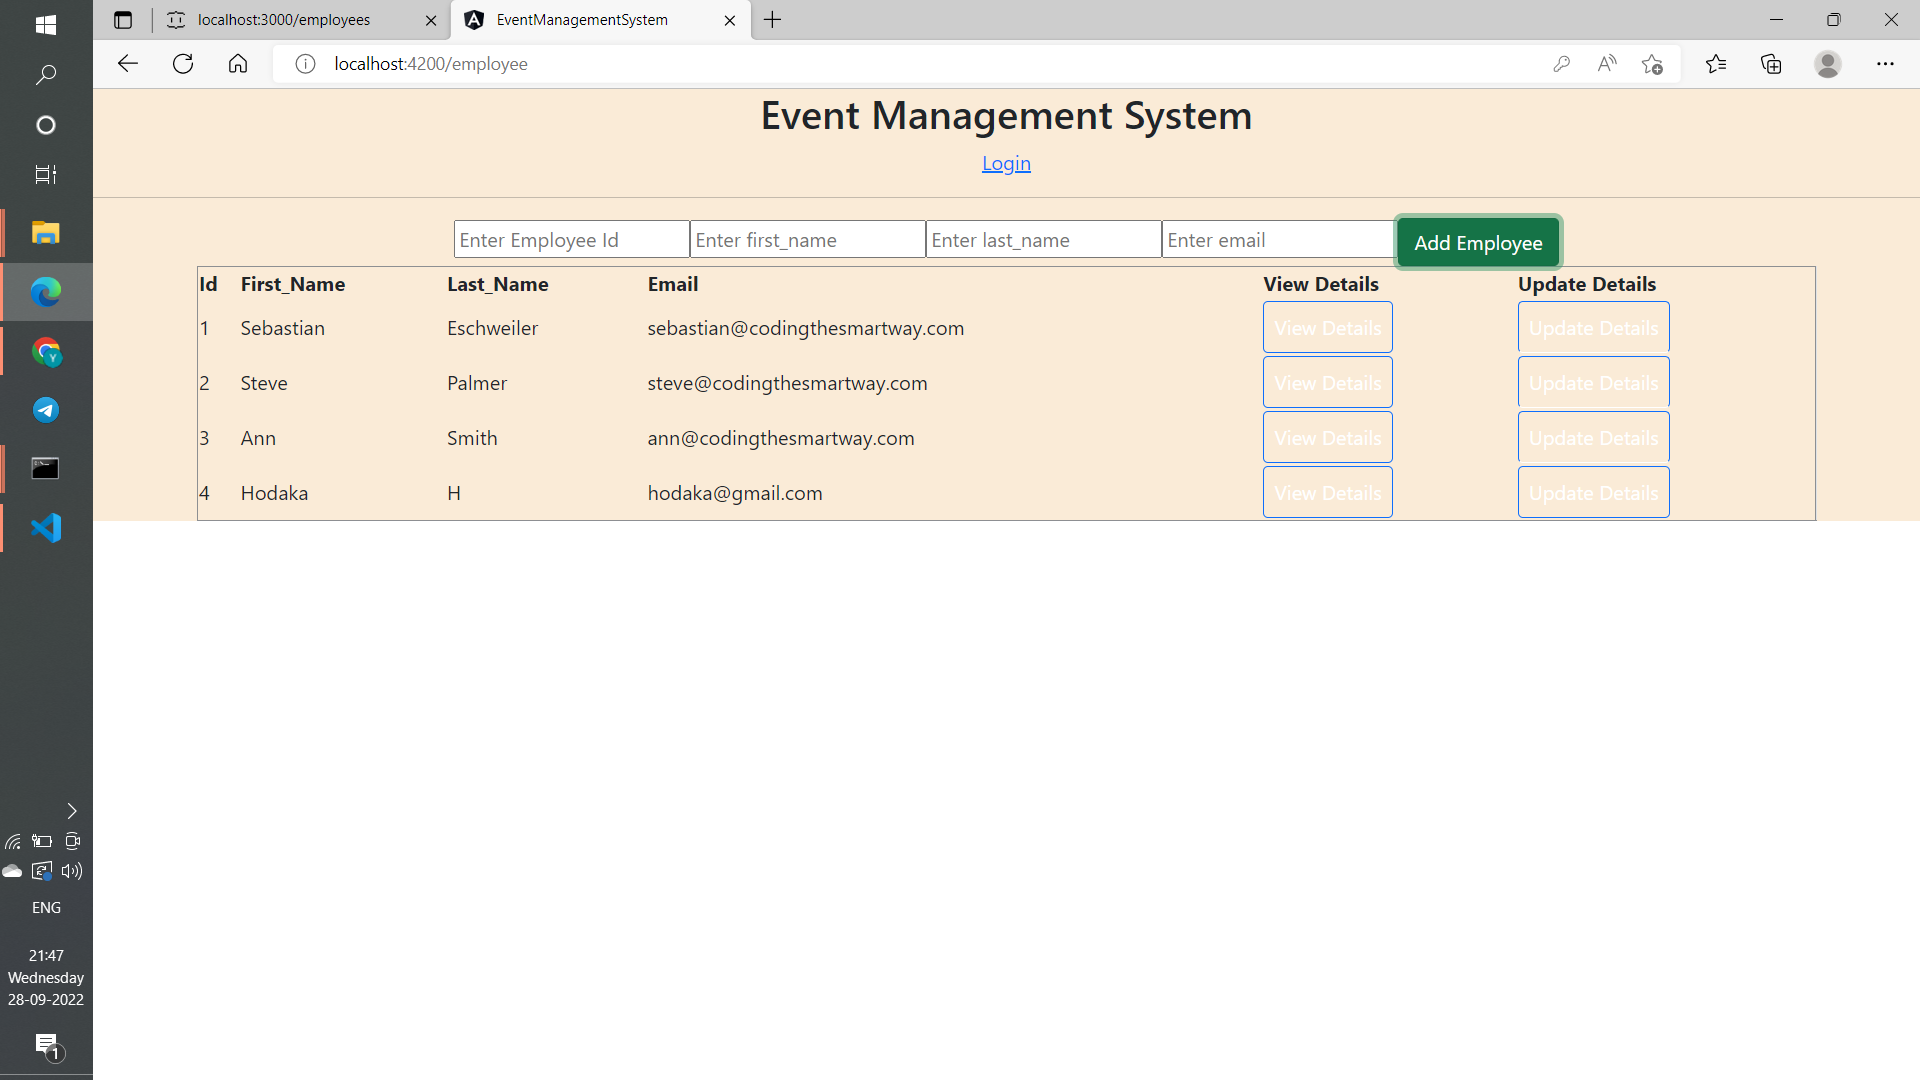 localhost:3000/employees
EventManagementSystem
localhost:4200/employee
Event Management System
Login
Enter Employee Id Enter first_name Enter last_name Enter email Add Employee
Id First_Name Last_Name Email View Details Update Details
1 Sebastian Eschweiler sebastian@codingthesmartway.com View Details Update Details
2 Steve Palmer steve@codingthesmartway.com View Details Update Details
3 Ann Smith ann@codingthesmartway.com View Details Update Details
4 Hodaka H hodaka@gmail.com View Details Update Details
Y
ENG
21:47
Wednesday
28-09-2022
1